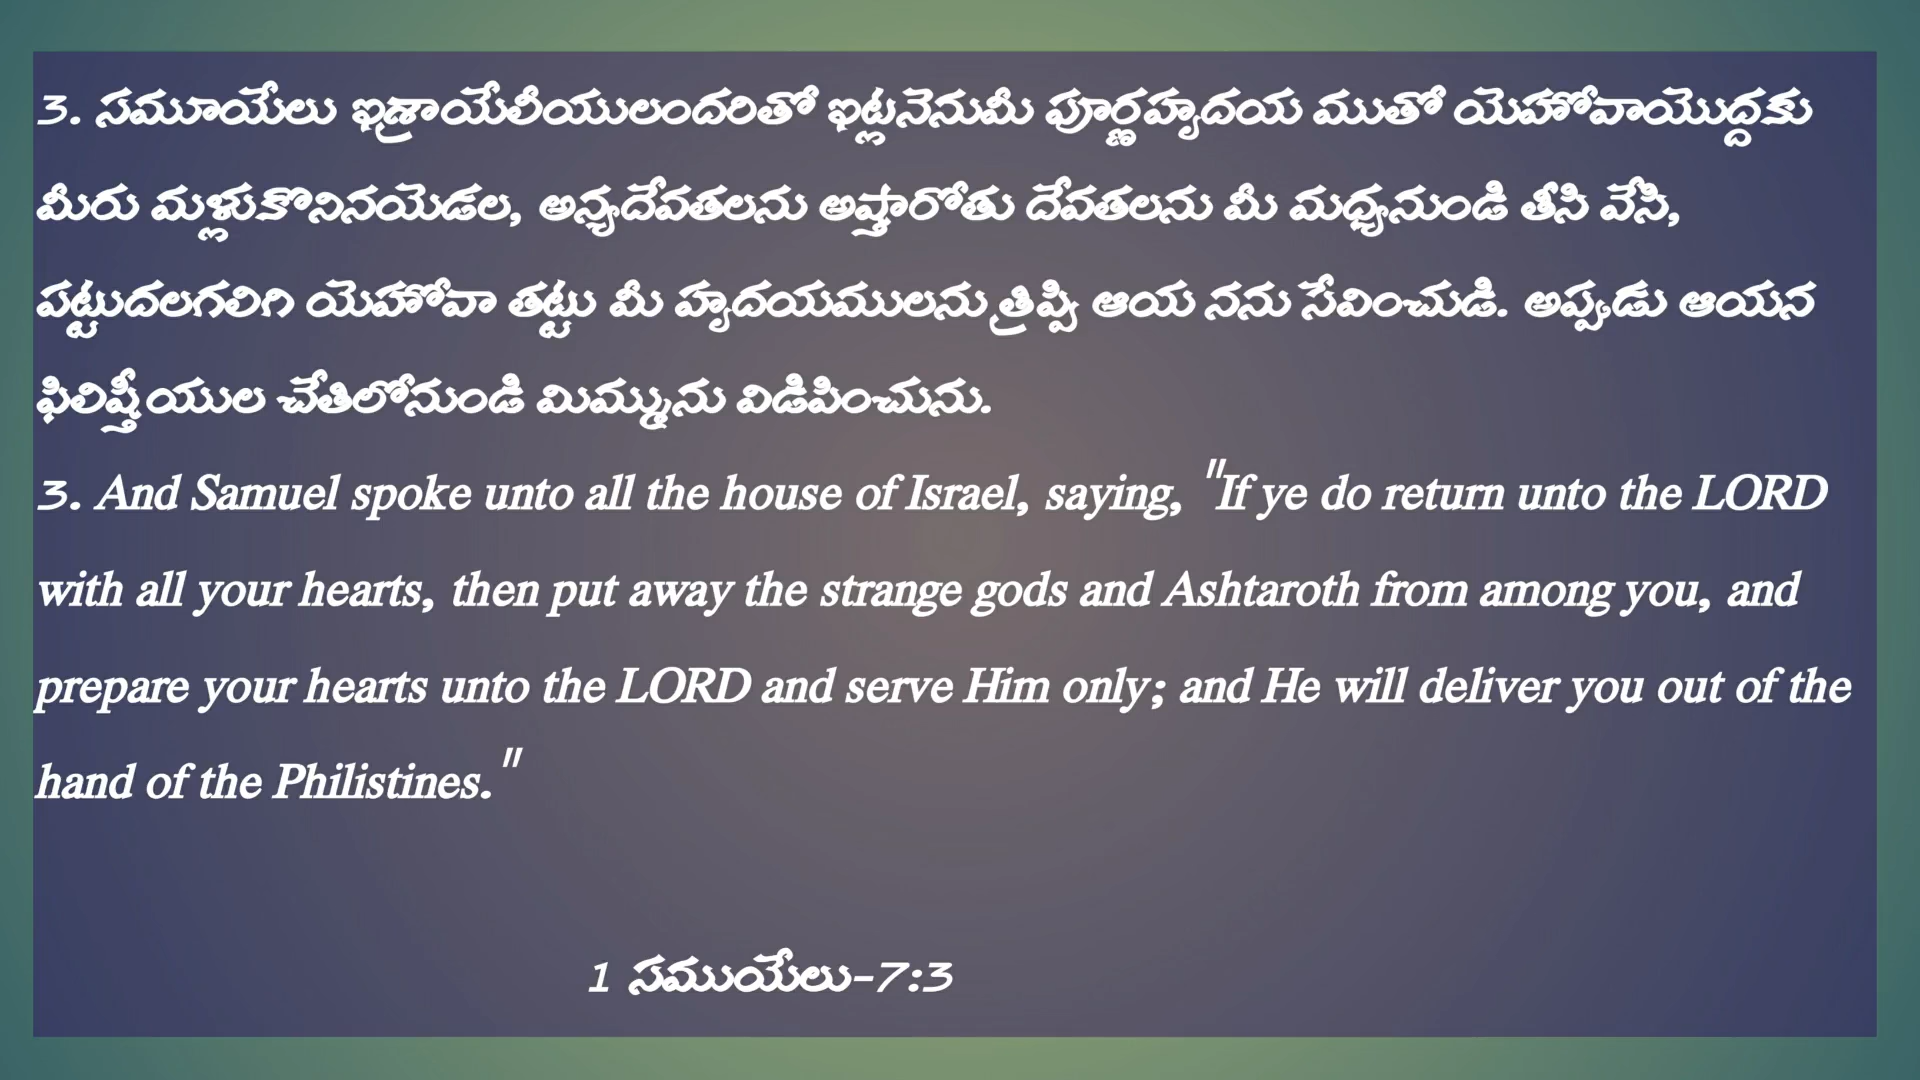 3. సమూయేలు ఇశ్రాయేలీయులందరితో ఇట్లనెనుమీ పూర్ణహృదయ ముతో యెహోవాయొద్దకు
మీరు మళ్లుకొనినయెడల, అన్యదేవతలను అష్తారోతు దేవతలను మీ మధ్యనుండి తీసి వేసి,
పట్టుదలగలిగి యెహోవా తట్టు మీ హృదయములను త్రిప్పి ఆయ నను సేవించుడి. అప్పుడు ఆయన
ఫిలిష్తీయుల చేతిలోనుండి మిమ్మును విడిపించును.
3. And Samuel spoke unto all the house of Israel, saying, "If ye do return unto the LORD
with all your hearts, then put away the strange gods and Ashtaroth from among you, and
prepare your hearts unto the LORD and serve Him only; and He will deliver you out of the
hand of the Philistines."
1 సముయేలు-7:3